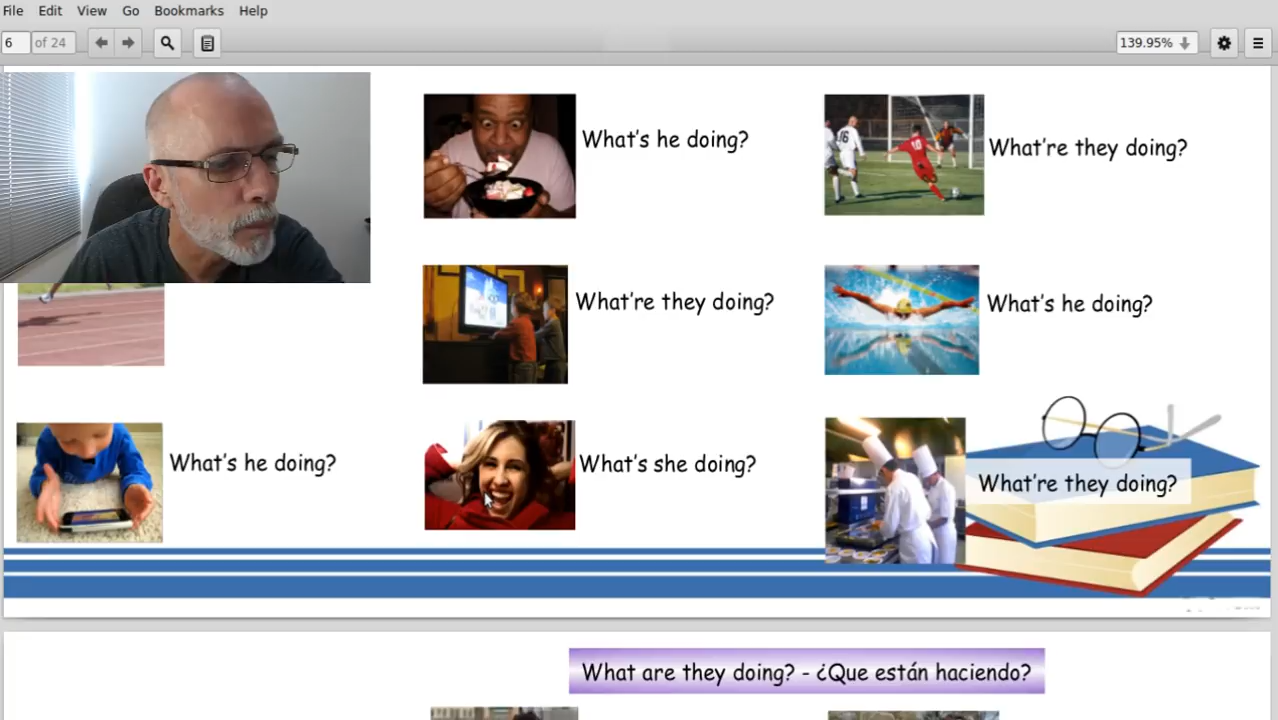 File Edit View Go Bookmarks Help
6 of 24 139.95%
What's he doing? What're they doing?
What're they doing? What's he doing?
What's he doing? What's she doing? What're they doing?
What are they doing? - ¿Que están haciendo?